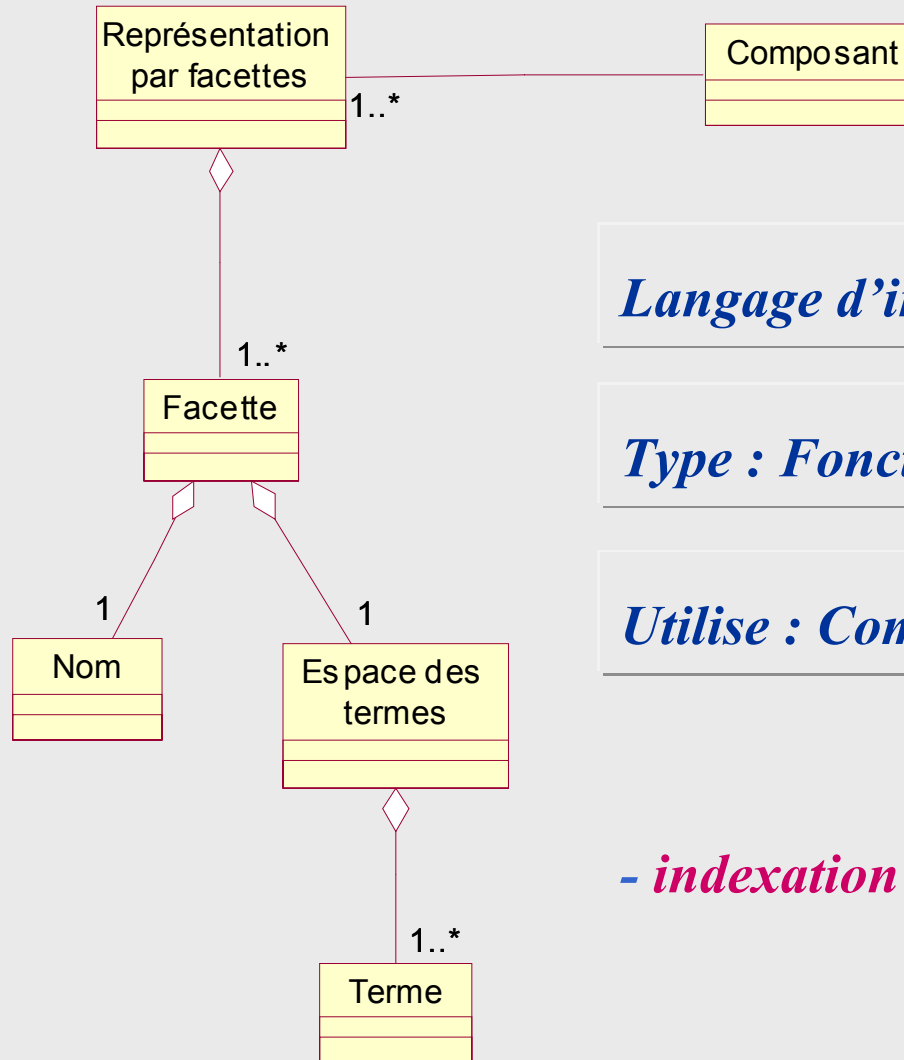 Représentation
par facettes
Composant
1..*
Langage d'i
1..*
Facette
Type : Fonc
1
1
Utilise : Con
Nom
Espace des
termes
- indexation
1..*
Terme